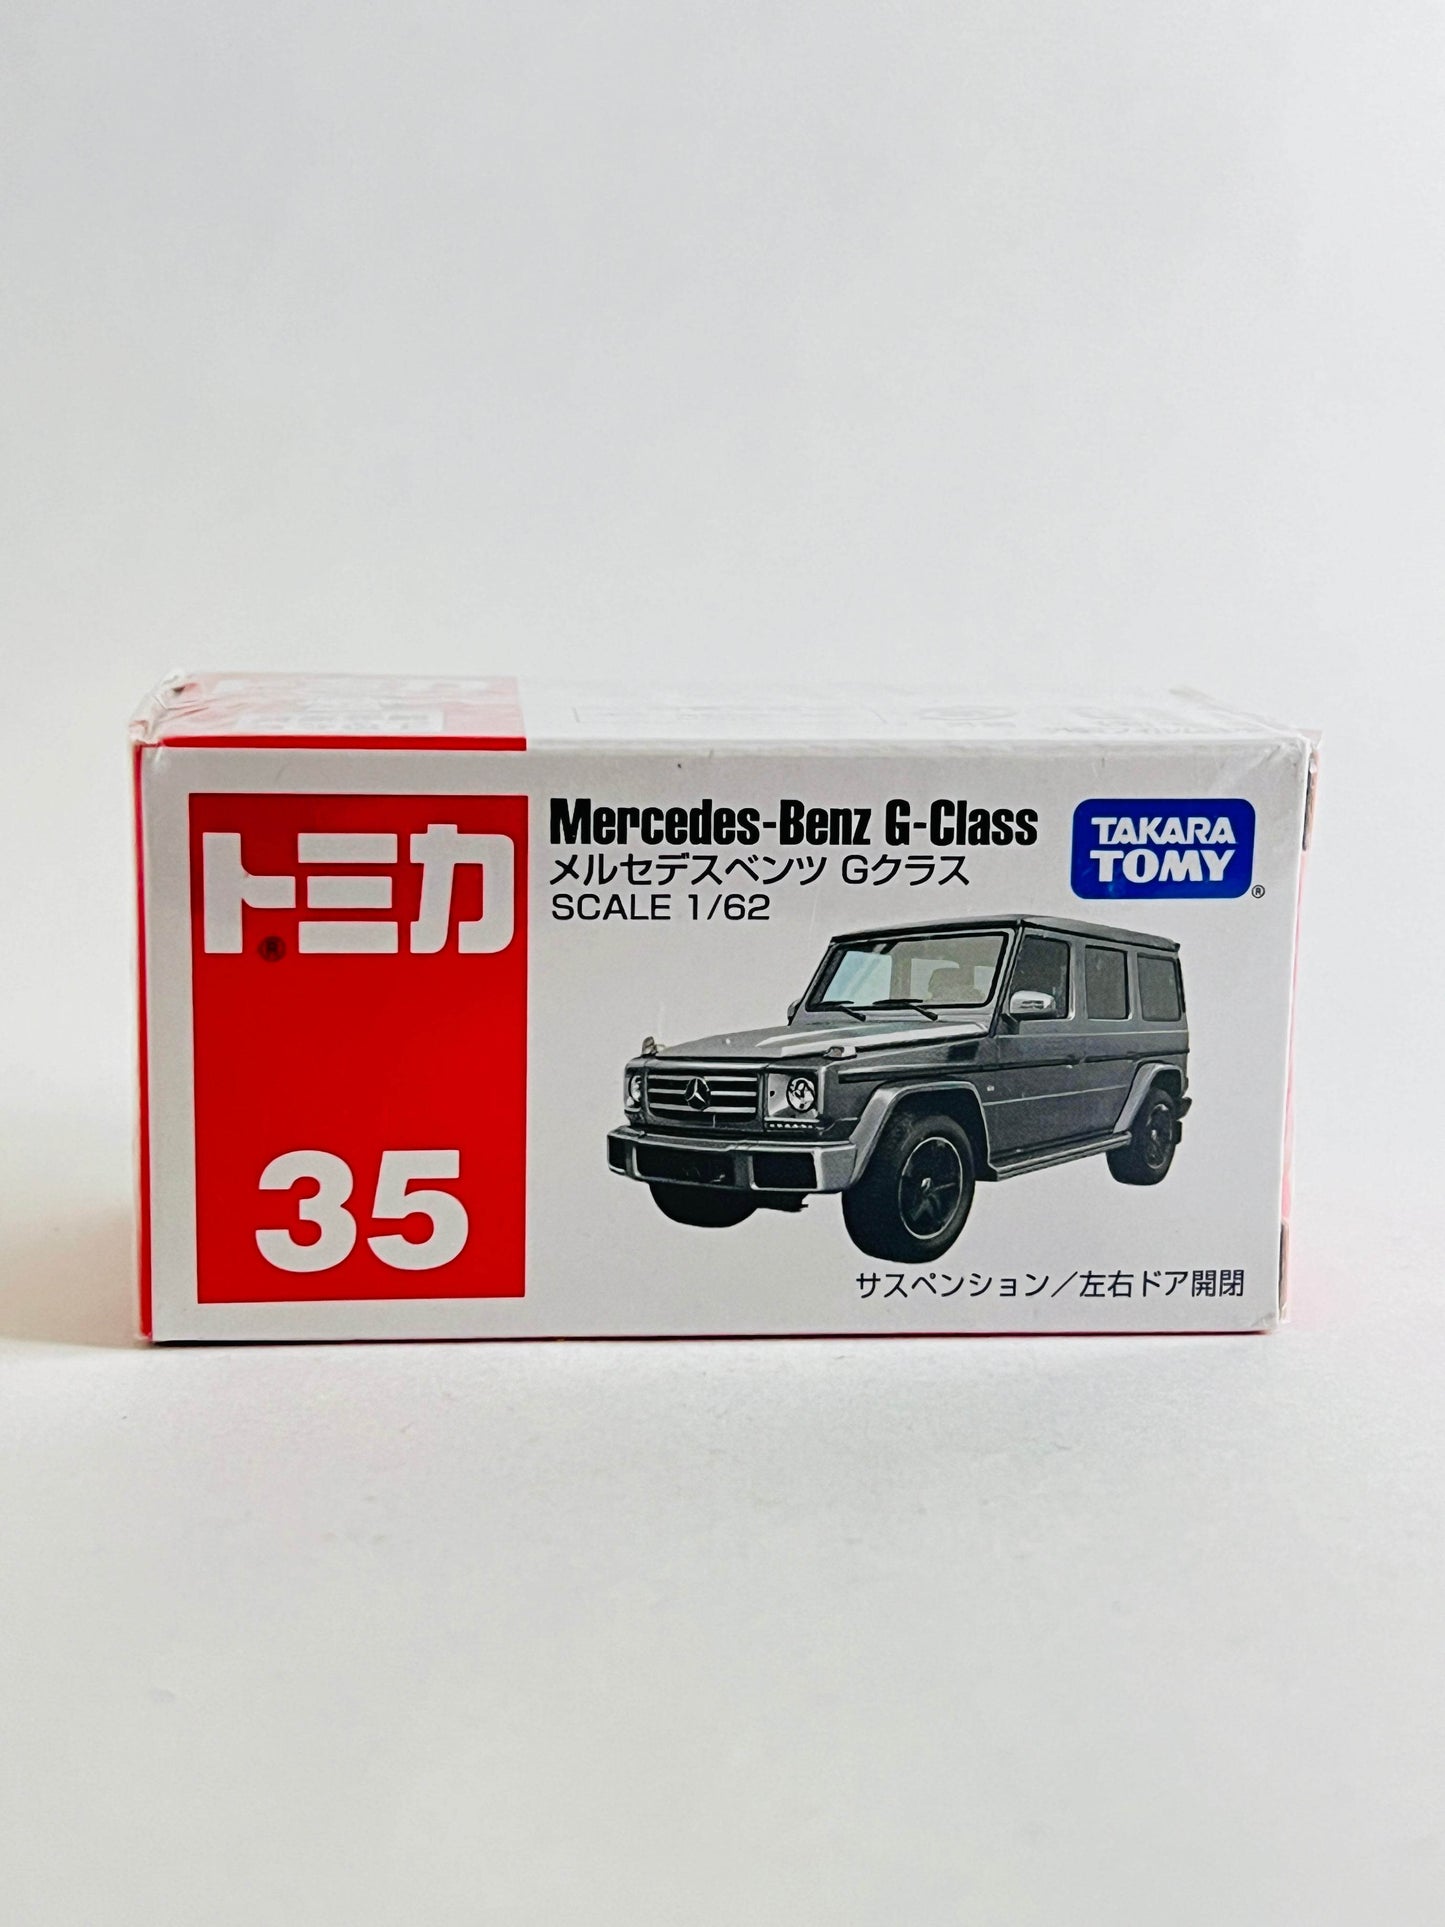 トミカ
®
35
Mercedes-Benz G-Class
メルセデスベンツ Gクラス
SCALE 1/62
TAKARA
TOMY
®
サスペンション／左右ドア開閉